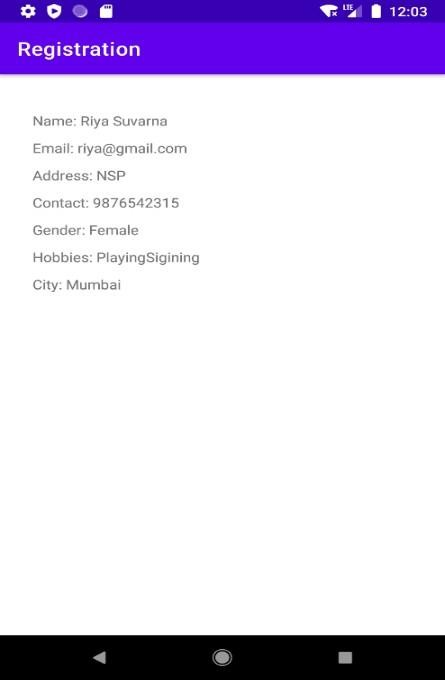 LTE 12:03
Registration
Name: Riya Suvarna
Email: riya@gmail.com
Address: NSP
Contact: 9876542315
Gender: Female
Hobbies: PlayingSigining
City: Mumbai